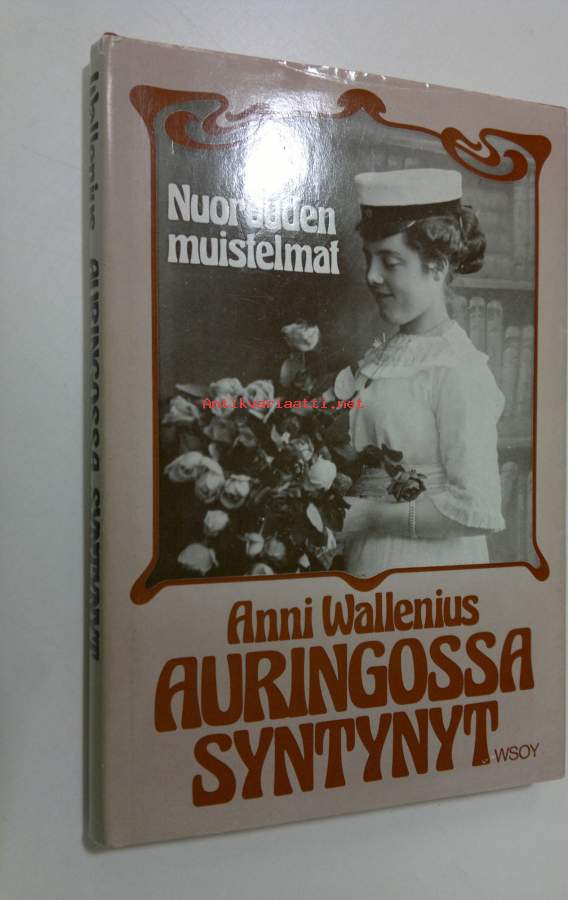 Nuoruuden
muistelmat
Antikvariaatti.net
Anni Wallenius
AURINGOSSA
SYNTYNYT
WSOY
Wallenius AURINGOSSA SYNTYNYT